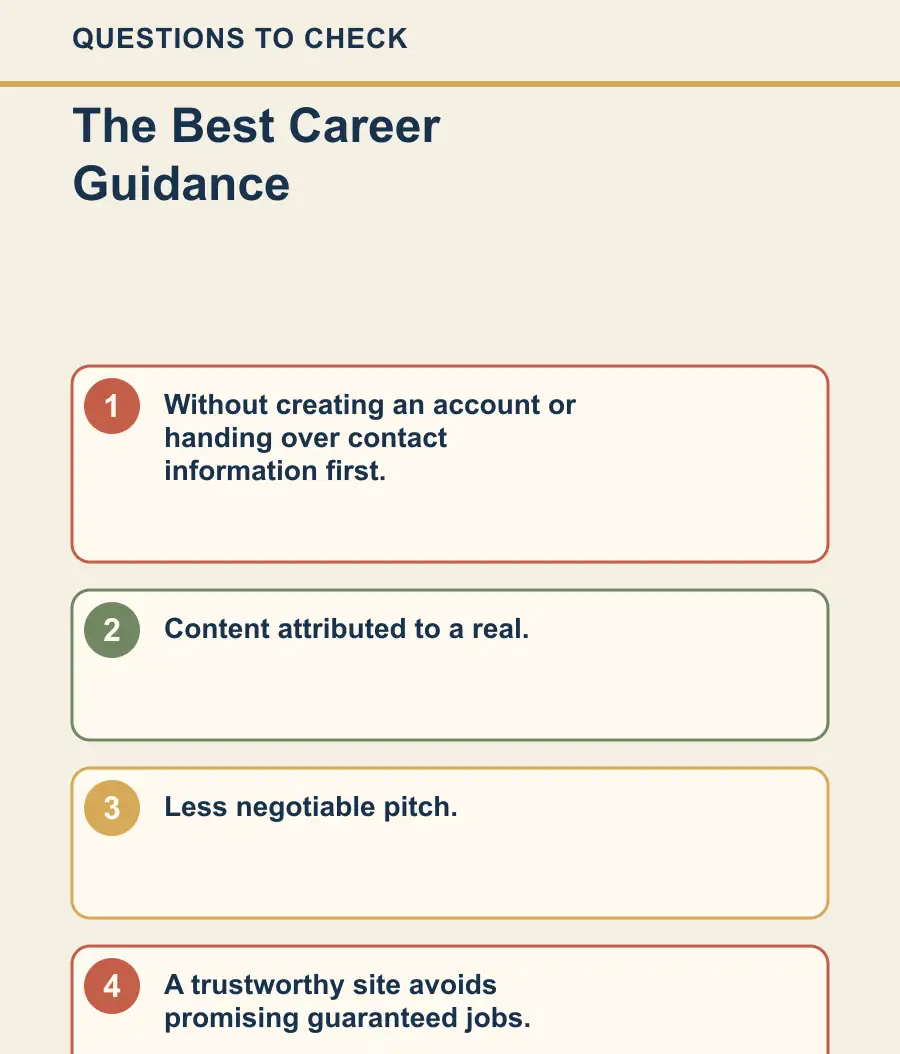 QUESTIONS TO CHECK
The Best Career
Guidance
1
Without creating an account or
handing over contact
information first.
2
Content attributed to a real.
3
Less negotiable pitch.
4
A trustworthy site avoids
promising guaranteed jobs.